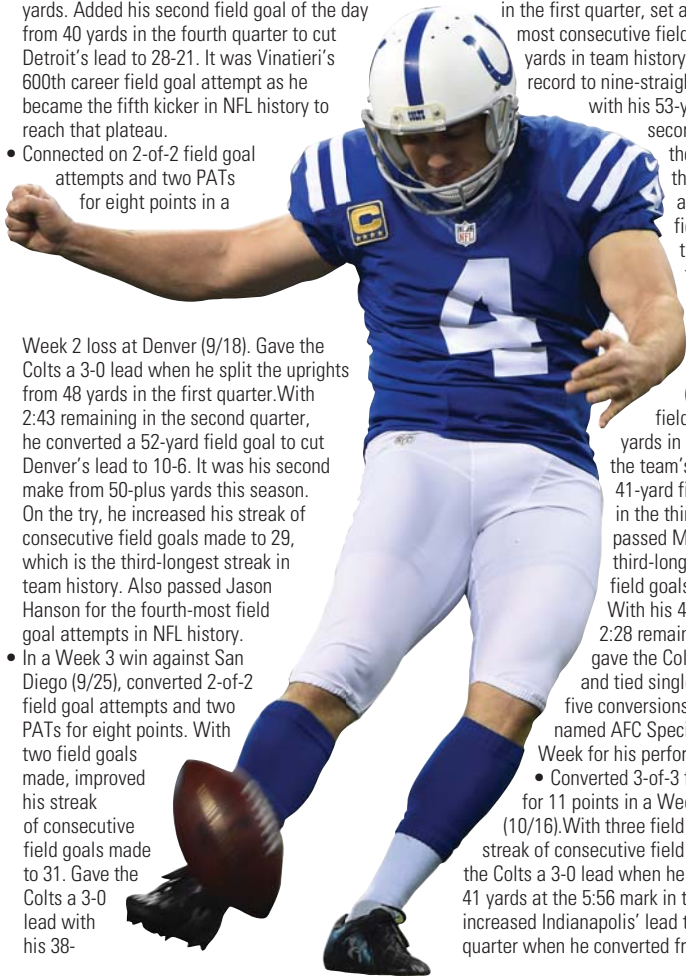 yards. Added his second field goal of the day
from 40 yards in the fourth quarter to cut
Detroit's lead to 28-21. It was Vinatieri's
600th career field goal attempt as he
became the fifth kicker in NFL history to
reach that plateau.
• Connected on 2-of-2 field goal
attempts and two PATs
for eight points in a
Week 2 loss at Denver (9/18). Gave the
Colts a 3-0 lead when he split the uprights
from 48 yards in the first quarter.With
2:43 remaining in the second quarter,
he converted a 52-yard field goal to cut
Denver's lead to 10-6. It was his second
make from 50-plus yards this season.
On the try, he increased his streak of
consecutive field goals made to 29,
which is the third-longest streak in
team history. Also passed Jason
Hanson for the fourth-most field
goal attempts in NFL history.
• In a Week 3 win against San
Diego (9/25), converted 2-of-2
field goal attempts and two
PATs for eight points. With
two field goals
made, improved
his streak
of consecutive
field goals made
to 31. Gave the
Colts a 3-0
lead with
his 38-
COLTS
C
NFL
4
4
in the first quarter, set a
most consecutive field
yards in team history
record to nine-straigh
with his 53-y
secon
the
th
a
fie
t
(
field
yards in
the team's
41-yard fi
in the thir
passed M
third-long
field goals
With his 4
2:28 remain
gave the Col
and tied singl
five conversions
named AFC Speci
Week for his perfor
• Converted 3-of-3 f
for 11 points in a Wee
(10/16).With three field
streak of consecutive field
the Colts a 3-0 lead when he
41 yards at the 5:56 mark in t
increased Indianapolis' lead t
quarter when he converted fr